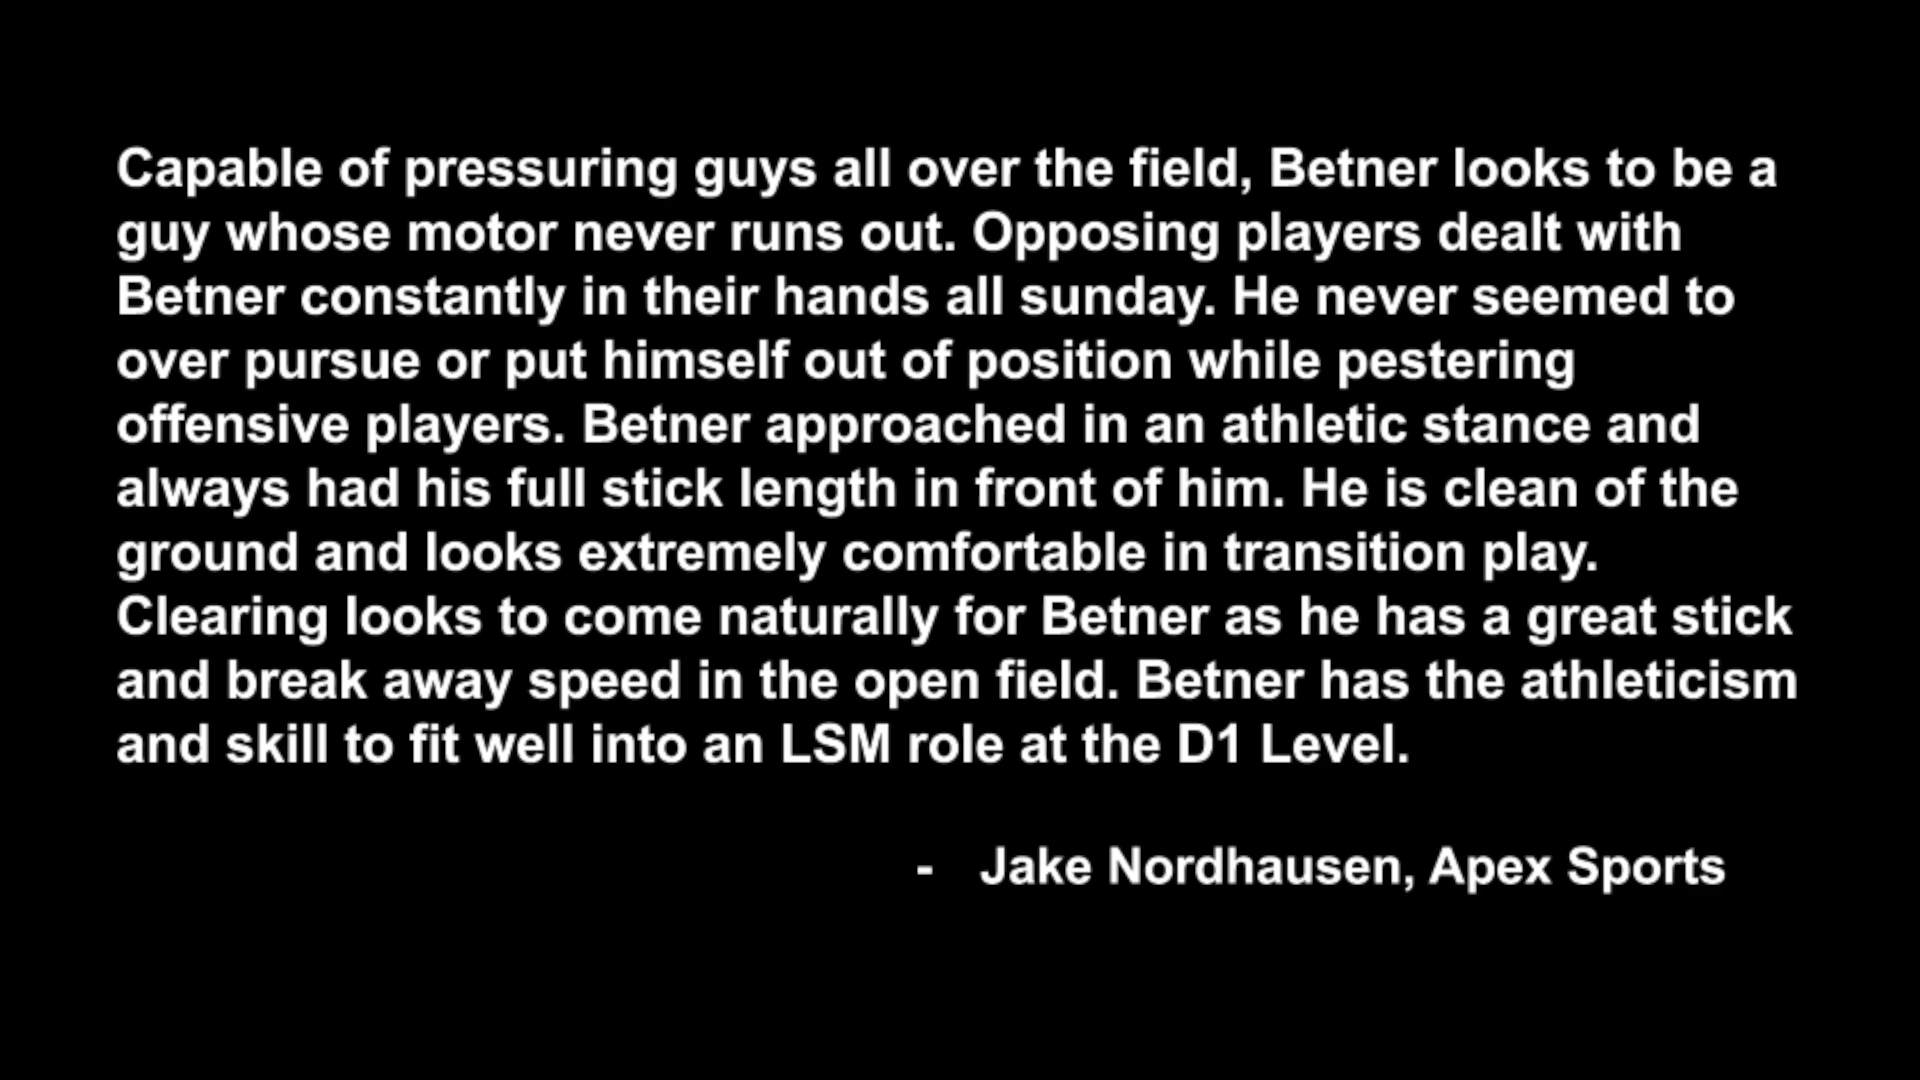 Capable of pressuring guys all over the field, Betner looks to be a
guy whose motor never runs out. Opposing players dealt with
Betner constantly in their hands all sunday. He never seemed to
over pursue or put himself out of position while pestering
offensive players. Betner approached in an athletic stance and
always had his full stick length in front of him. He is clean of the
ground and looks extremely comfortable in transition play.
Clearing looks to come naturally for Betner as he has a great stick
and break away speed in the open field. Betner has the athleticism
and skill to fit well into an LSM role at the D1 Level.
- Jake Nordhausen, Apex Sports